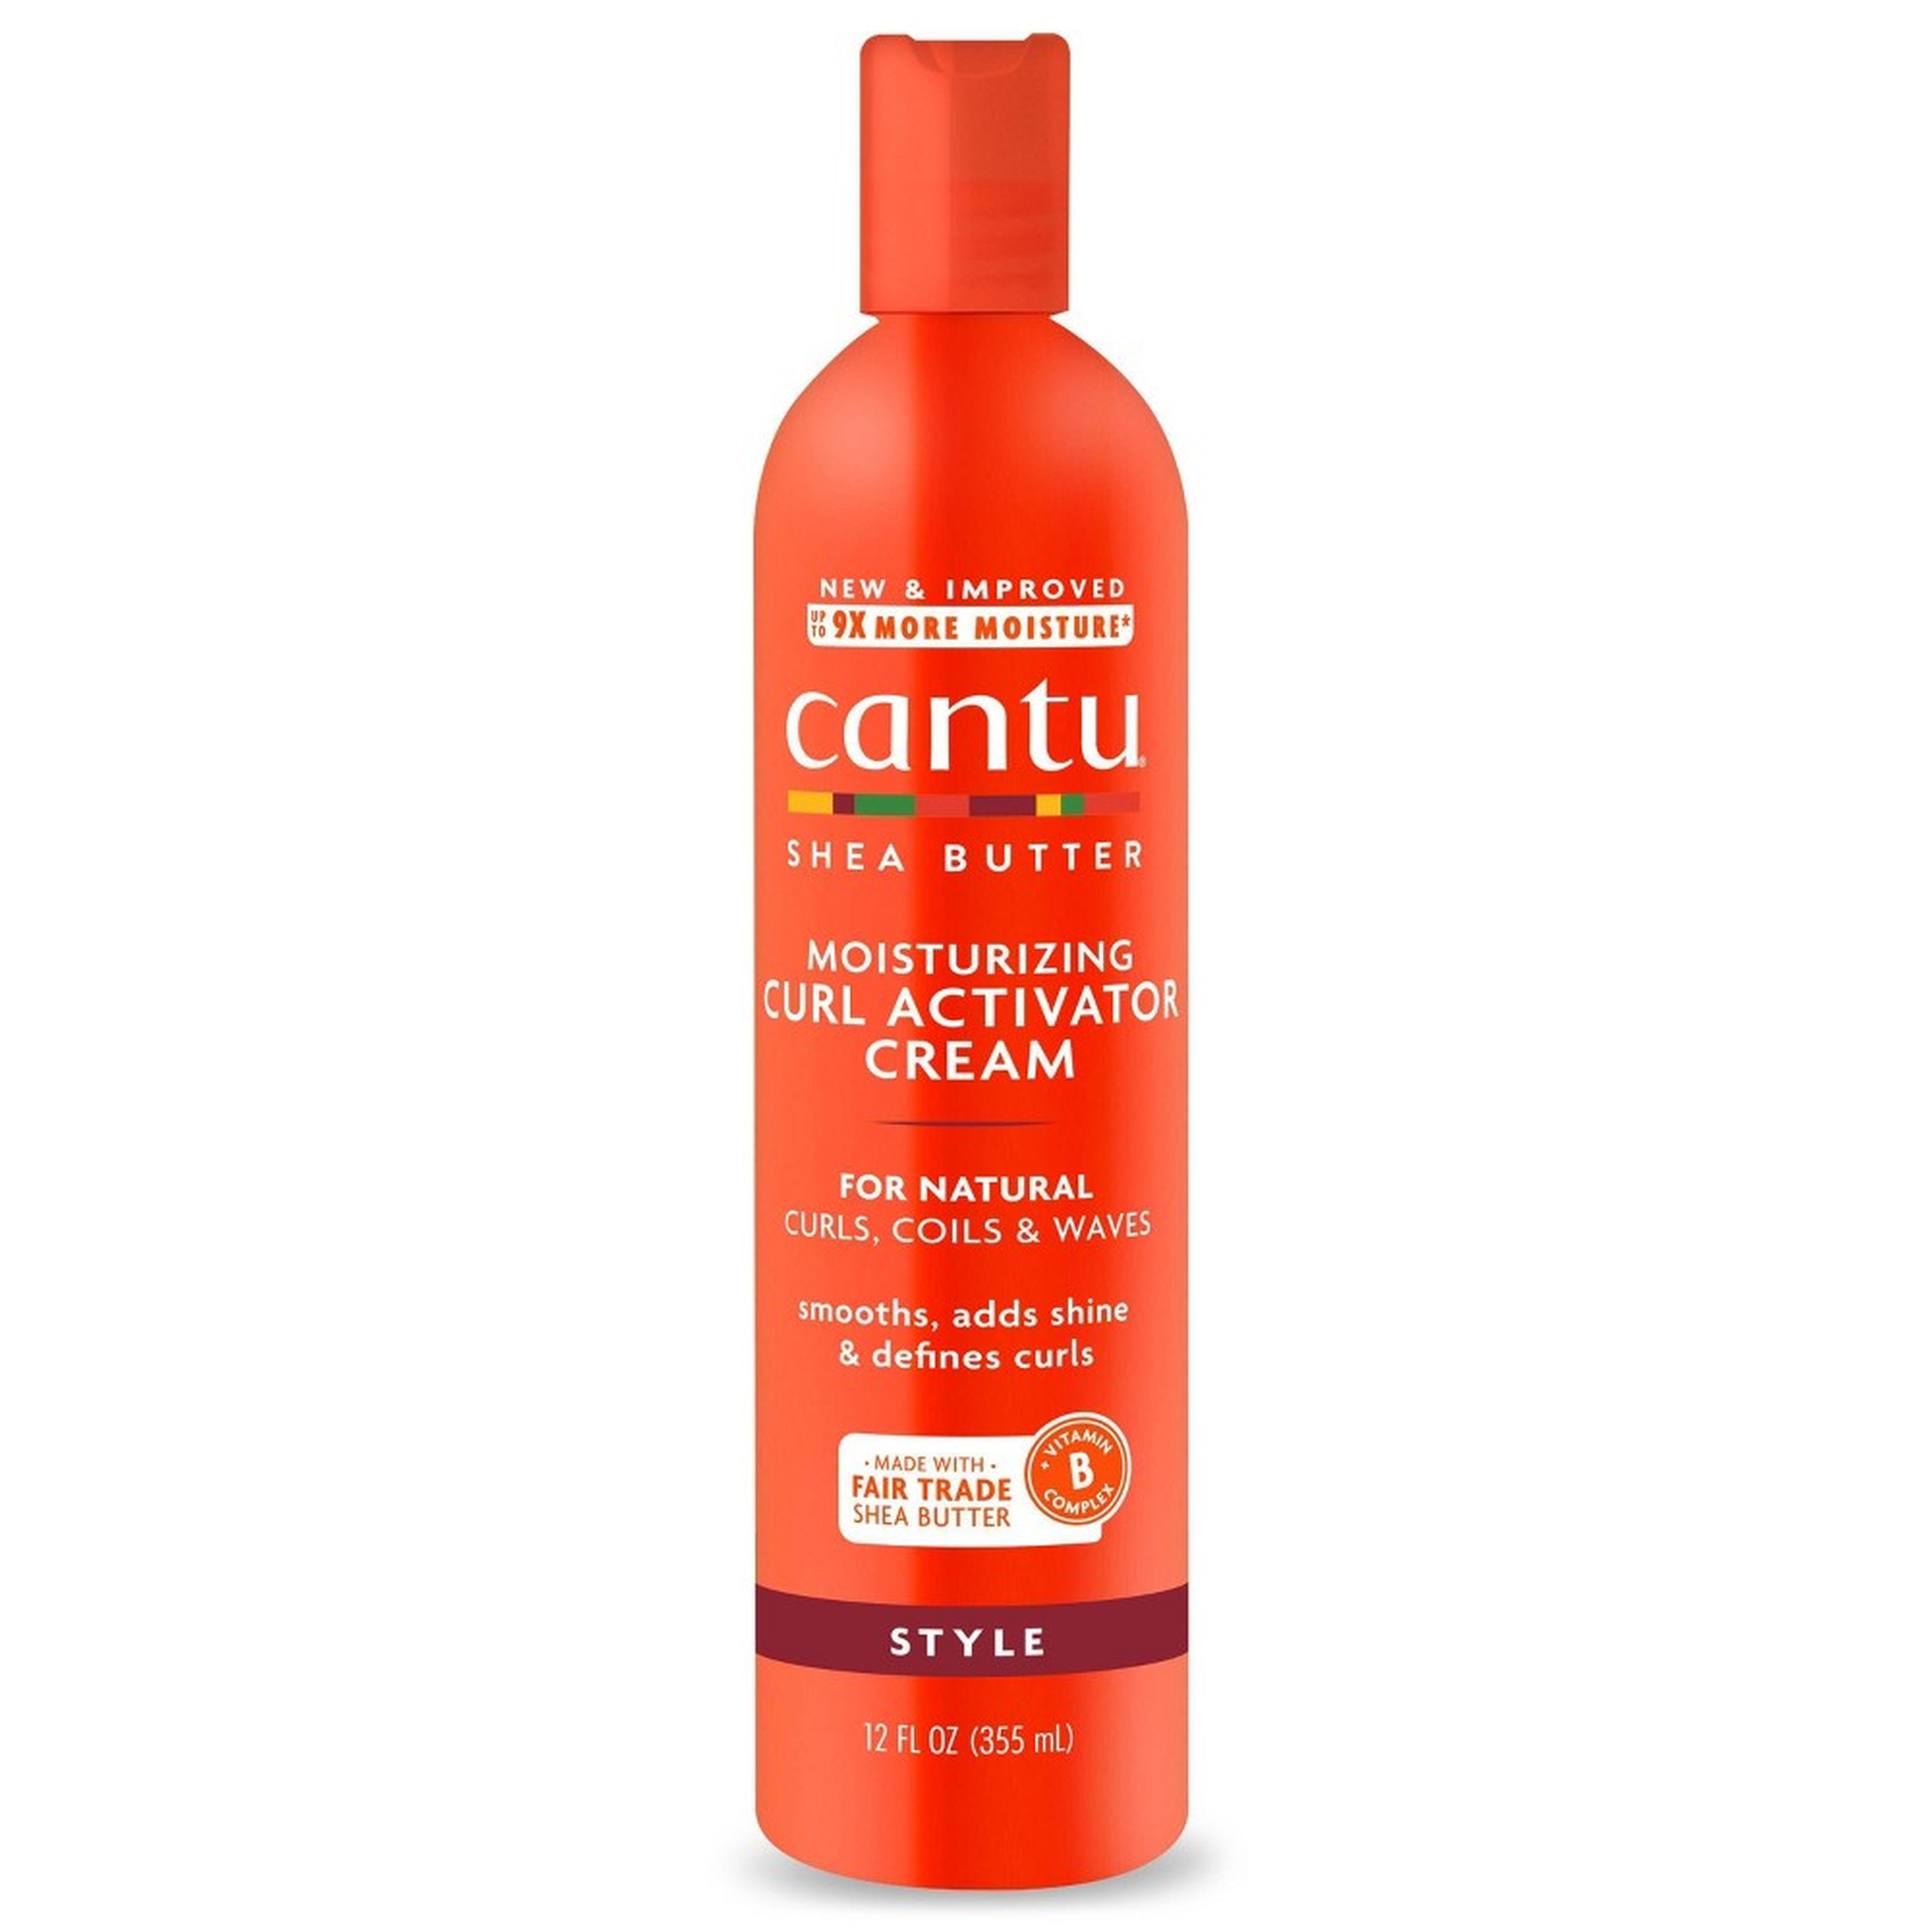 NEW & IMPROVED
UP TO 9X MORE MOISTURE*
cantu®
SHEA BUTTER
MOISTURIZING
CURL ACTIVATOR
CREAM
FOR NATURAL
CURLS, COILS & WAVES
smooths, adds shine
& defines curls
• MADE WITH •
FAIR TRADE
SHEA BUTTER
+ VITAMIN
B
COMPLEX
STYLE
12 FL OZ (355 mL)